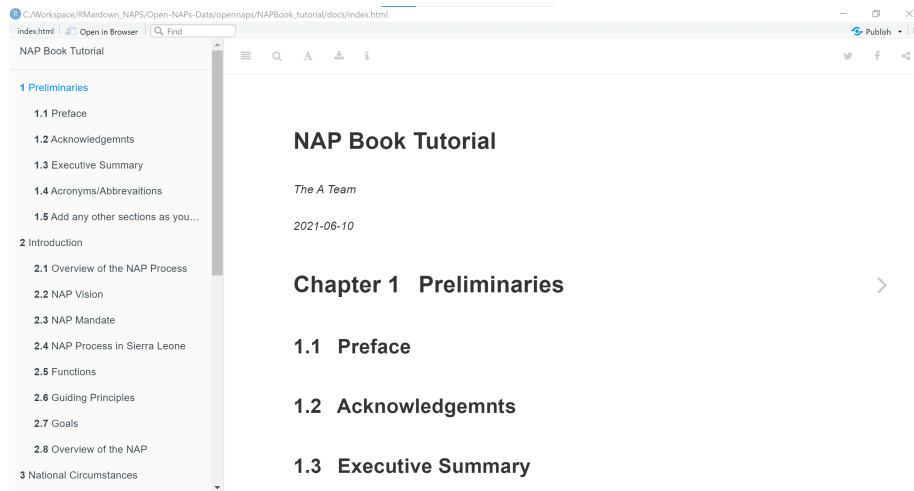 C:/Workspace/RMardown_NAPS/Open-NAPs-Data/opennaps/NAPBook_tutorial/docs/index.html
index.html Open in Browser Find Publish
NAP Book Tutorial
1 Preliminaries
1.1 Preface
1.2 Acknowledgemnts
1.3 Executive Summary
1.4 Acronyms/Abbrevaitions
1.5 Add any other sections as you…
2 Introduction
2.1 Overview of the NAP Process
2.2 NAP Vision
2.3 NAP Mandate
2.4 NAP Process in Sierra Leone
2.5 Functions
2.6 Guiding Principles
2.7 Goals
2.8 Overview of the NAP
3 National Circumstances
NAP Book Tutorial
The A Team
2021-06-10
Chapter 1 Preliminaries
1.1 Preface
1.2 Acknowledgemnts
1.3 Executive Summary